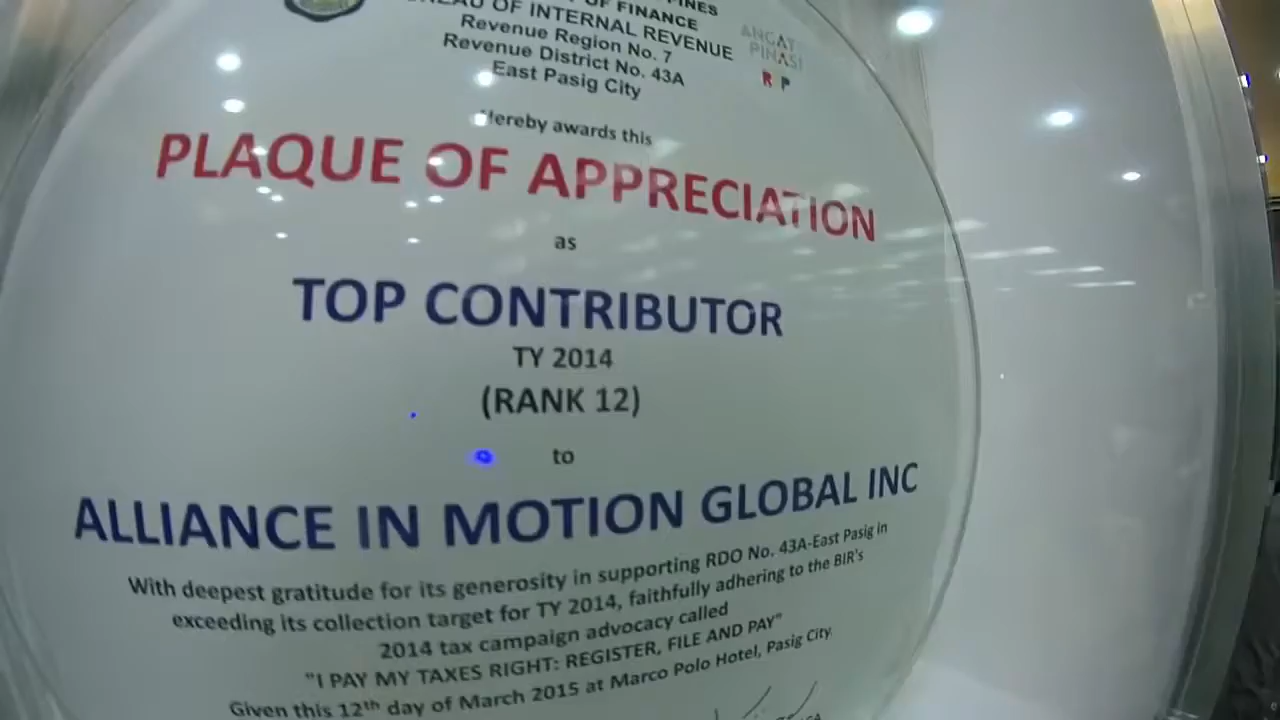 OF FINANCE
OF INTERNAL REVENUE
Revenue Region No. 7
Revenue District No. 43A
East Pasig City
ANGAT
PINAS!
R P
Hereby awards this
PLAQUE OF APPRECIATION
as
TOP CONTRIBUTOR
TY 2014
(RANK 12)
to
ALLIANCE IN MOTION GLOBAL INC
With deepest gratitude for its generosity in supporting RDO No. 43A-East Pasig in
exceeding its collection target for TY 2014, faithfully adhering to the BIR's
2014 tax campaign advocacy called
"I PAY MY TAXES RIGHT: REGISTER, FILE AND PAY"
Given this 12th day of March 2015 at Marco Polo Hotel, Pasig City